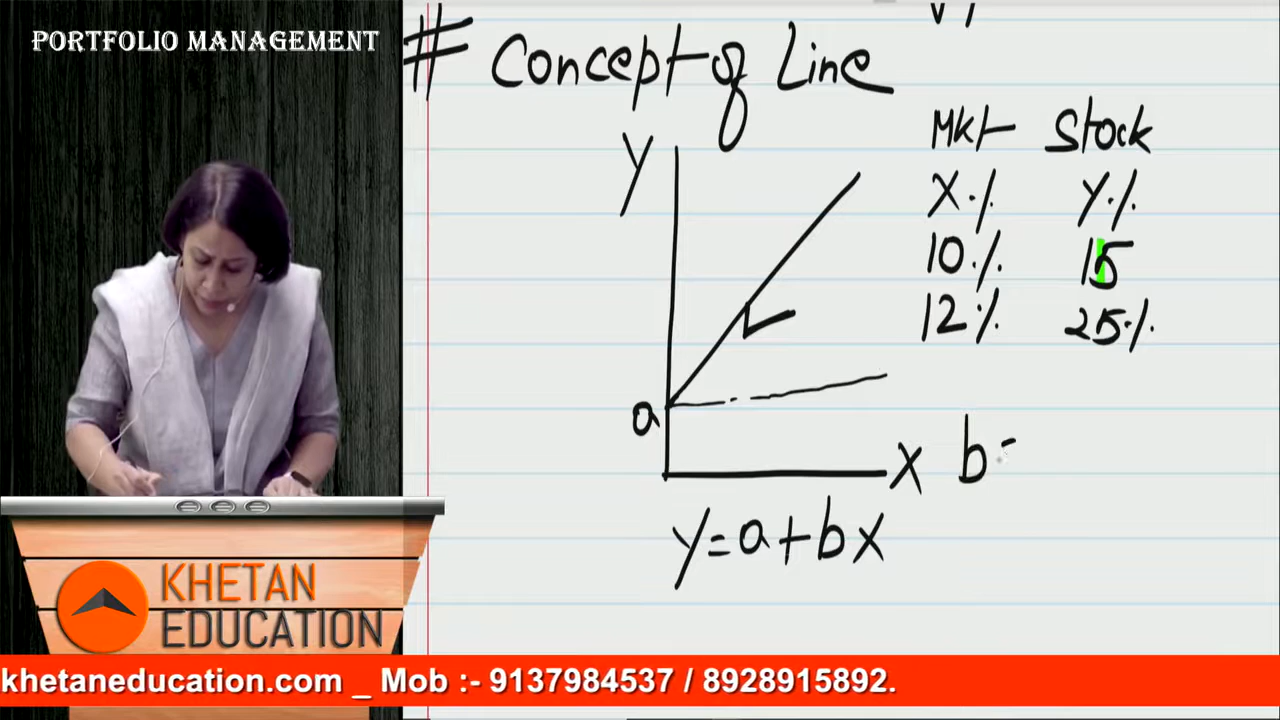 PORTFOLIO MANAGEMENT
# Concept of Line
Y
Mkt Stock
X.% Y.%
10.% 15
12.% 25.%
a
X
b=
y=a+bx
KHETAN
EDUCATION
khetaneducation.com _ Mob :- 9137984537 / 8928915892.